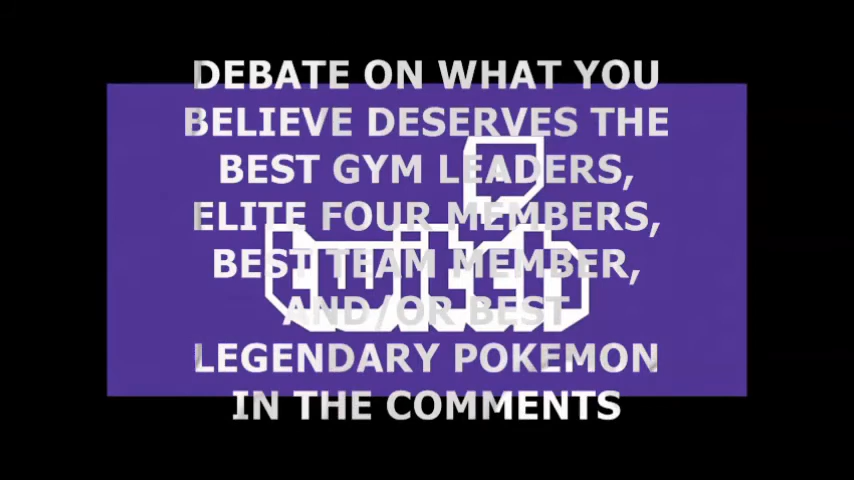 DEBATE ON WHAT YOU
BELIEVE DESERVES THE
BEST GYM LEADERS,
ELITE FOUR MEMBERS,
BEST TEAM MEMBER,
AND/OR BEST
LEGENDARY POKEMON
IN THE COMMENTS
twitch